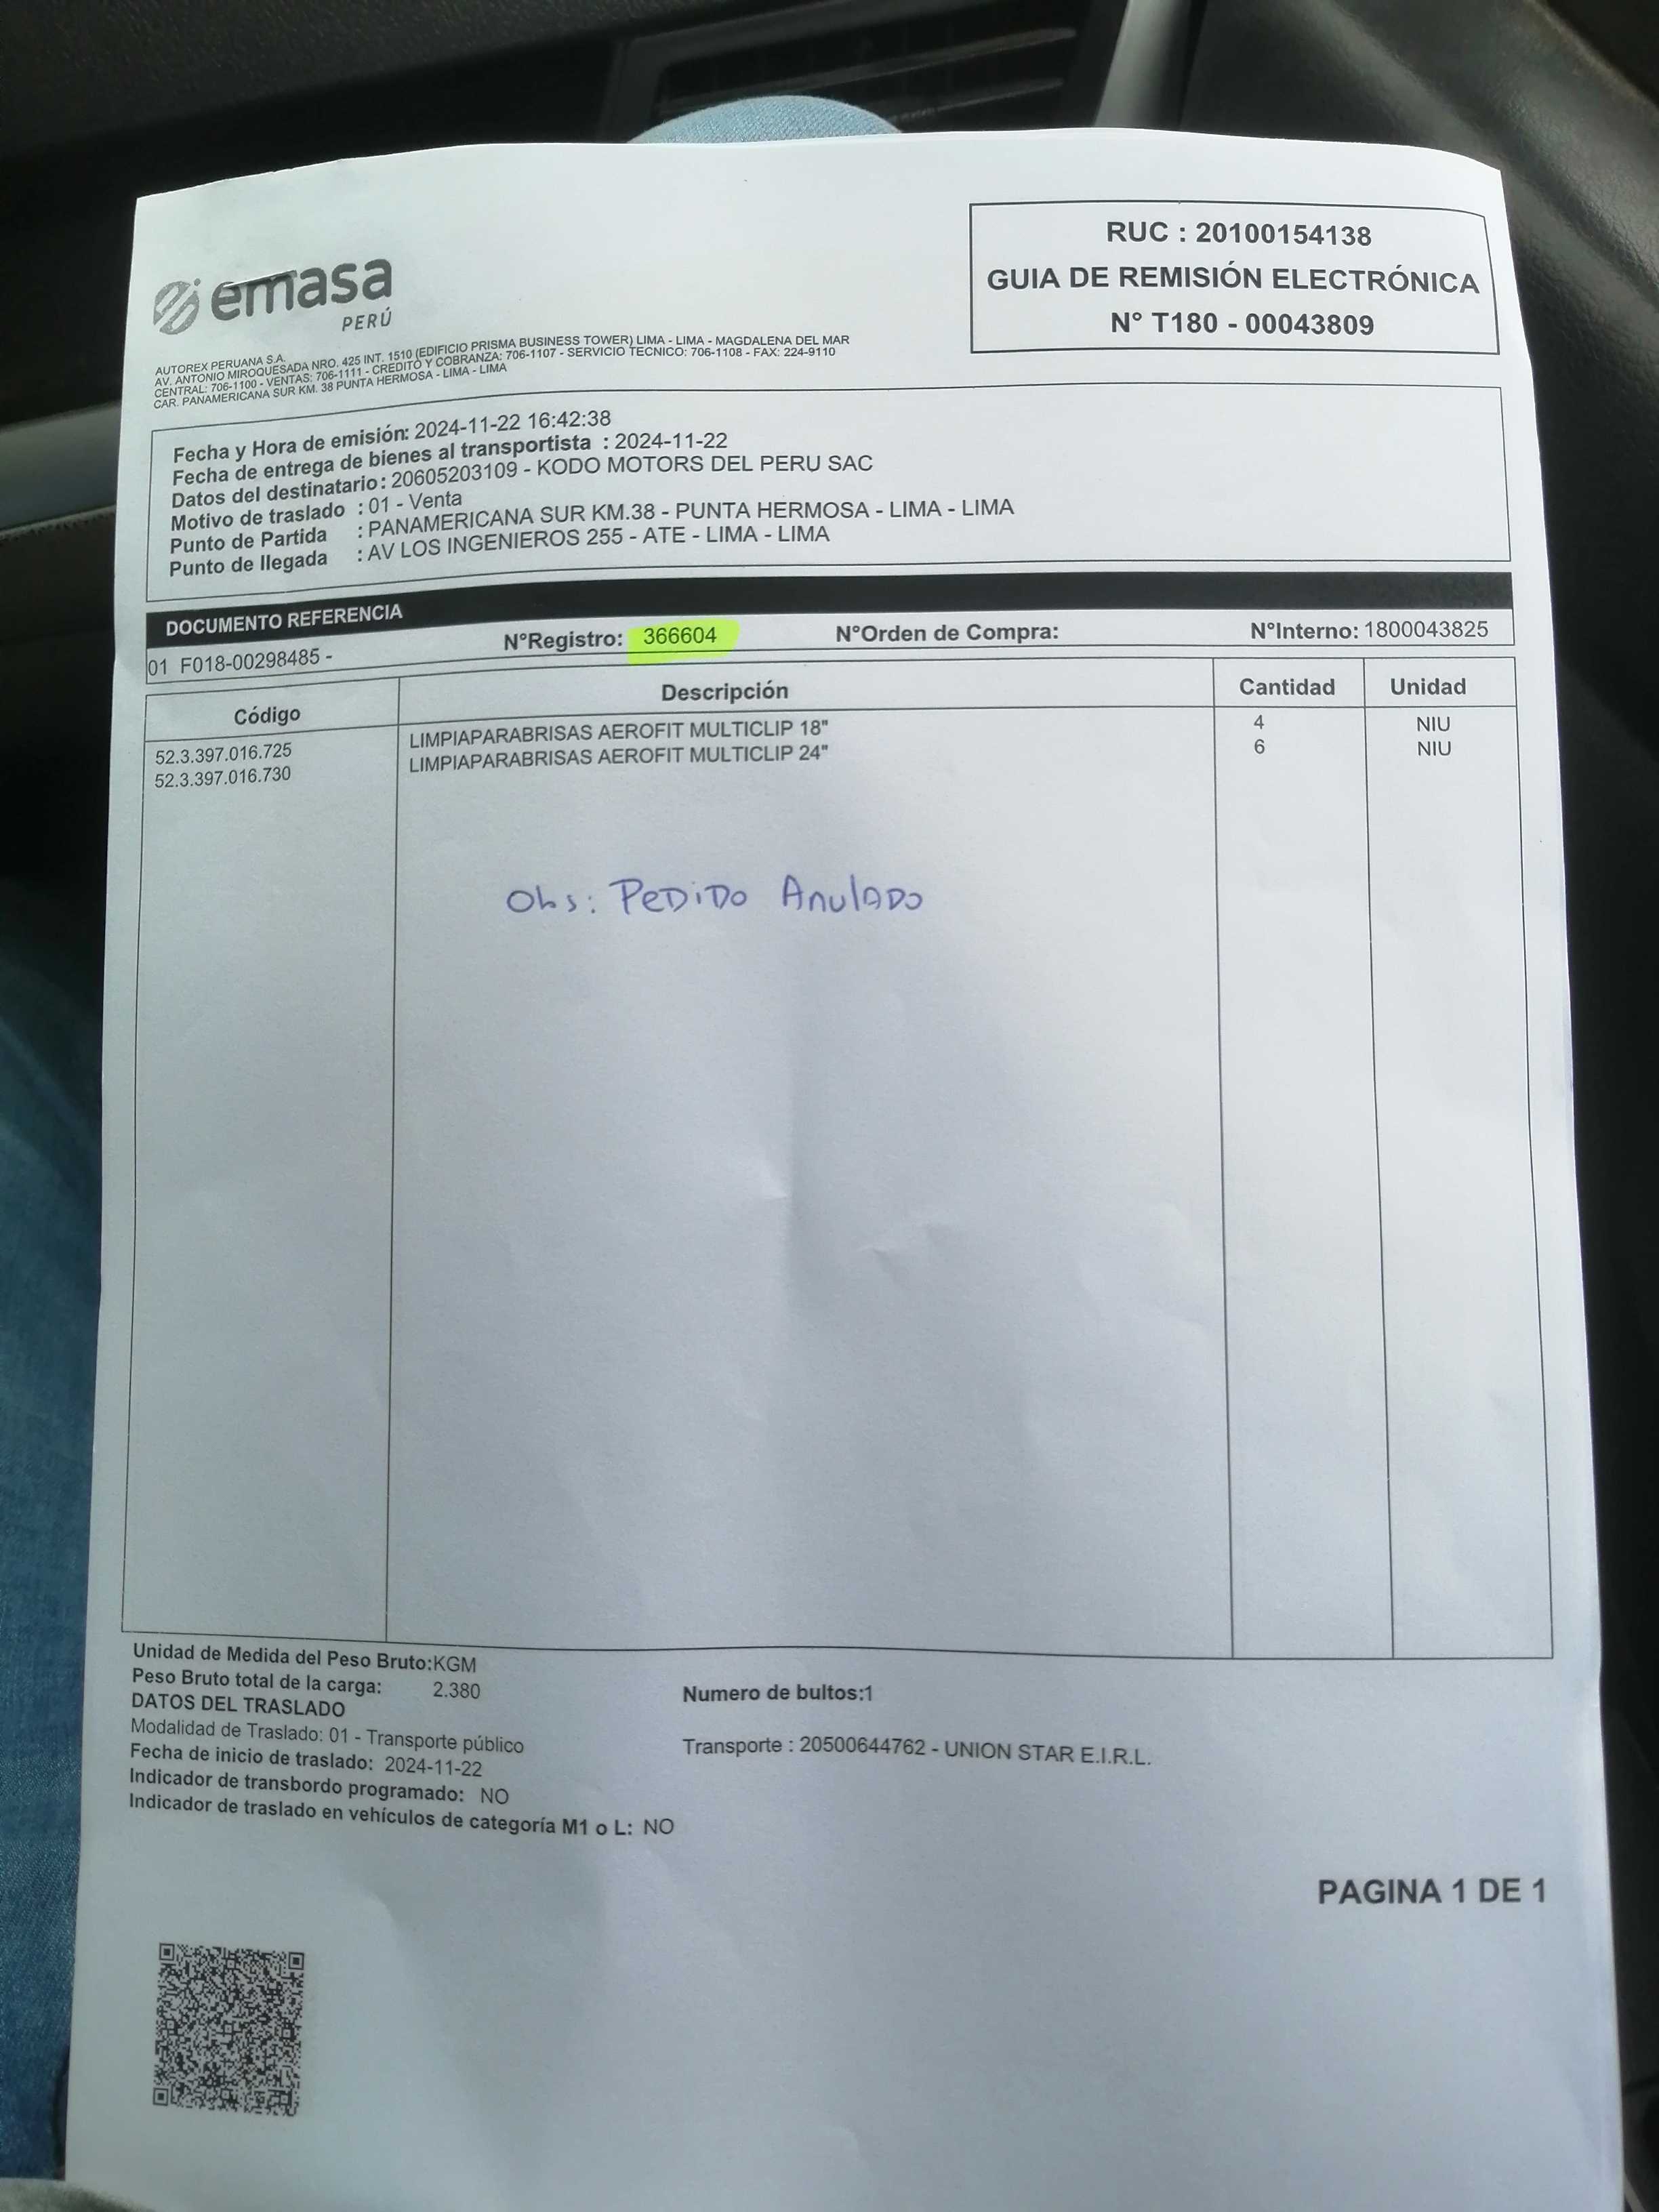 emasa
PERÚ
AUTOREX PERUANA S.A.
AV. ANTONIO MIROQUESADA NRO. 425 INT. 1510 (EDIFICIO PRISMA BUSINESS TOWER) LIMA - LIMA - MAGDALENA DEL MAR
CENTRAL: 706-1100 - VENTAS: 706-1111 - CREDITO Y COBRANZA: 706-1107 - SERVICIO TECNICO: 706-1108 - FAX: 224-9110
CAR. PANAMERICANA SUR KM. 38 PUNTA HERMOSA - LIMA - LIMA
RUC : 20100154138
GUIA DE REMISIÓN ELECTRÓNICA
N° T180 - 00043809
Fecha y Hora de emisión: 2024-11-22 16:42:38
Fecha de entrega de bienes al transportista : 2024-11-22
Datos del destinatario: 20605203109 - KODO MOTORS DEL PERU SAC
Motivo de traslado : 01 - Venta
Punto de Partida : PANAMERICANA SUR KM.38 - PUNTA HERMOSA - LIMA - LIMA
Punto de llegada : AV LOS INGENIEROS 255 - ATE - LIMA - LIMA
DOCUMENTO REFERENCIA
01 F018-00298485 - N°Registro: 366604 N°Orden de Compra: N°Interno: 1800043825
Código Descripción Cantidad Unidad
52.3.397.016.725 LIMPIAPARABRISAS AEROFIT MULTICLIP 18" 4 NIU
52.3.397.016.730 LIMPIAPARABRISAS AEROFIT MULTICLIP 24" 6 NIU
Obs: PEDiDO AnulADO
Unidad de Medida del Peso Bruto:KGM
Peso Bruto total de la carga: 2.380 Numero de bultos:1
DATOS DEL TRASLADO
Modalidad de Traslado: 01 - Transporte público Transporte : 20500644762 - UNION STAR E.I.R.L.
Fecha de inicio de traslado: 2024-11-22
Indicador de transbordo programado: NO
Indicador de traslado en vehículos de categoría M1 o L: NO
PAGINA 1 DE 1